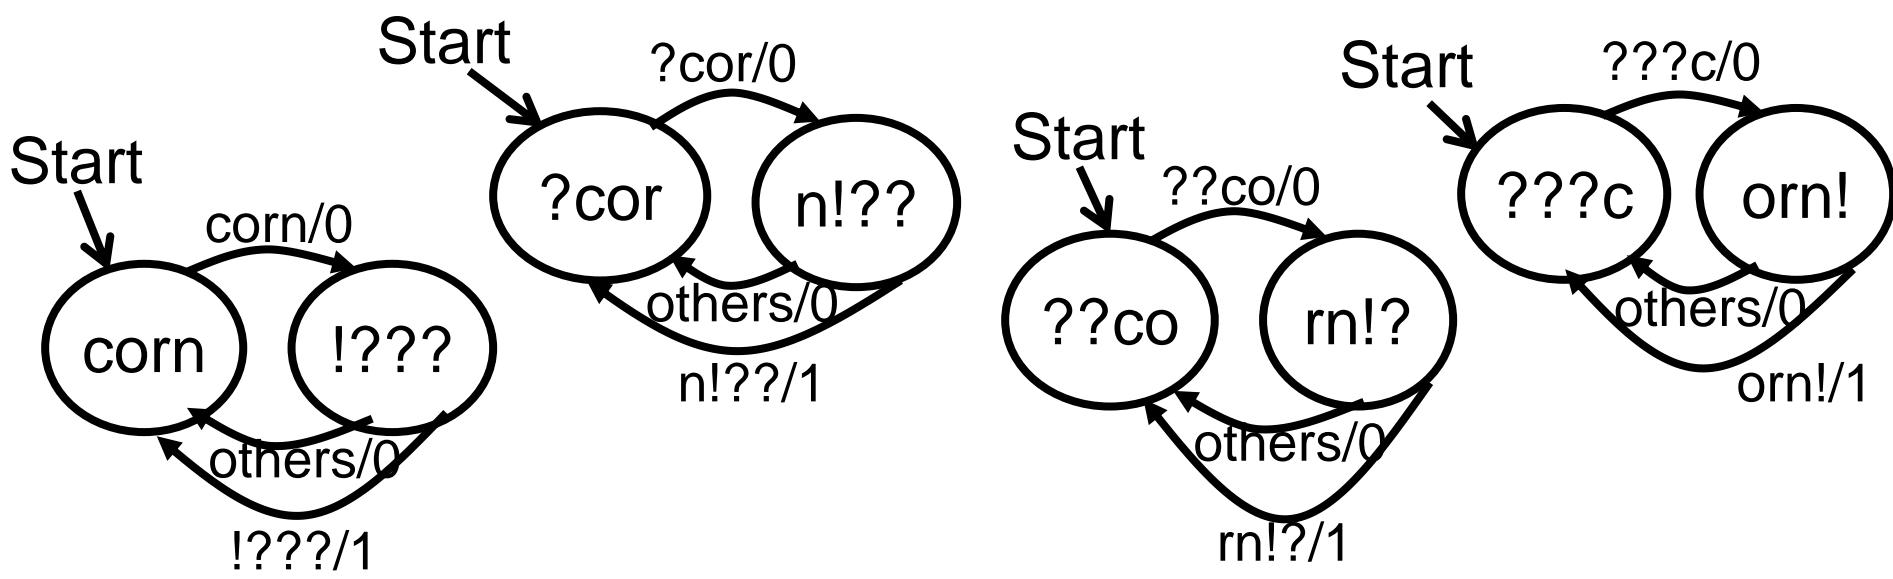 Start
corn/0
corn
!???
others/0
!???/1
Start
?cor/0
?cor
n!??
others/0
n!??/1
Start
??co/0
??co
rn!?
others/0
rn!?/1
Start
???c/0
???c
orn!
others/0
orn!/1